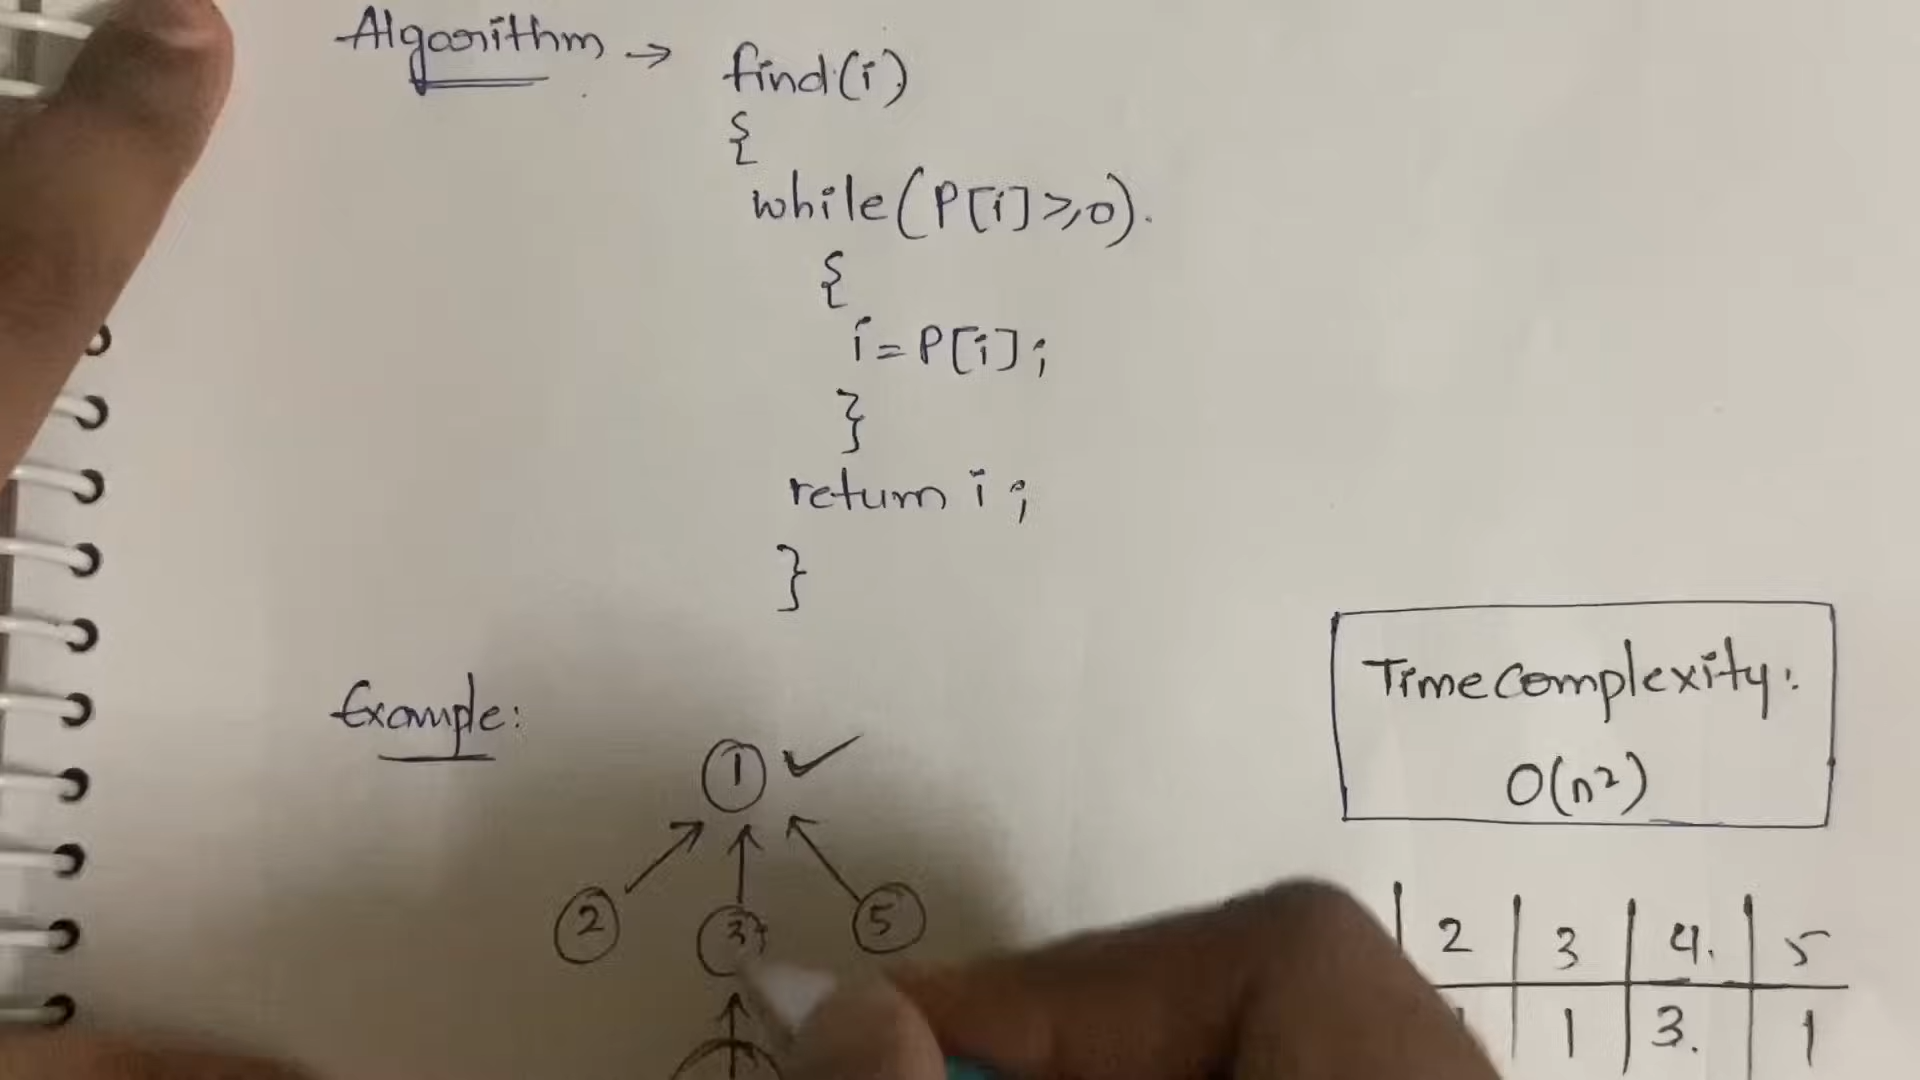 Algorithm → find(i)
{
while(P[i]≥0).
{
i=P[i];
}
return i;
}
Example:
1 ✓
2 3 5
Time Complexity:
O(n²)
2 3 4. 5
1 3. 1